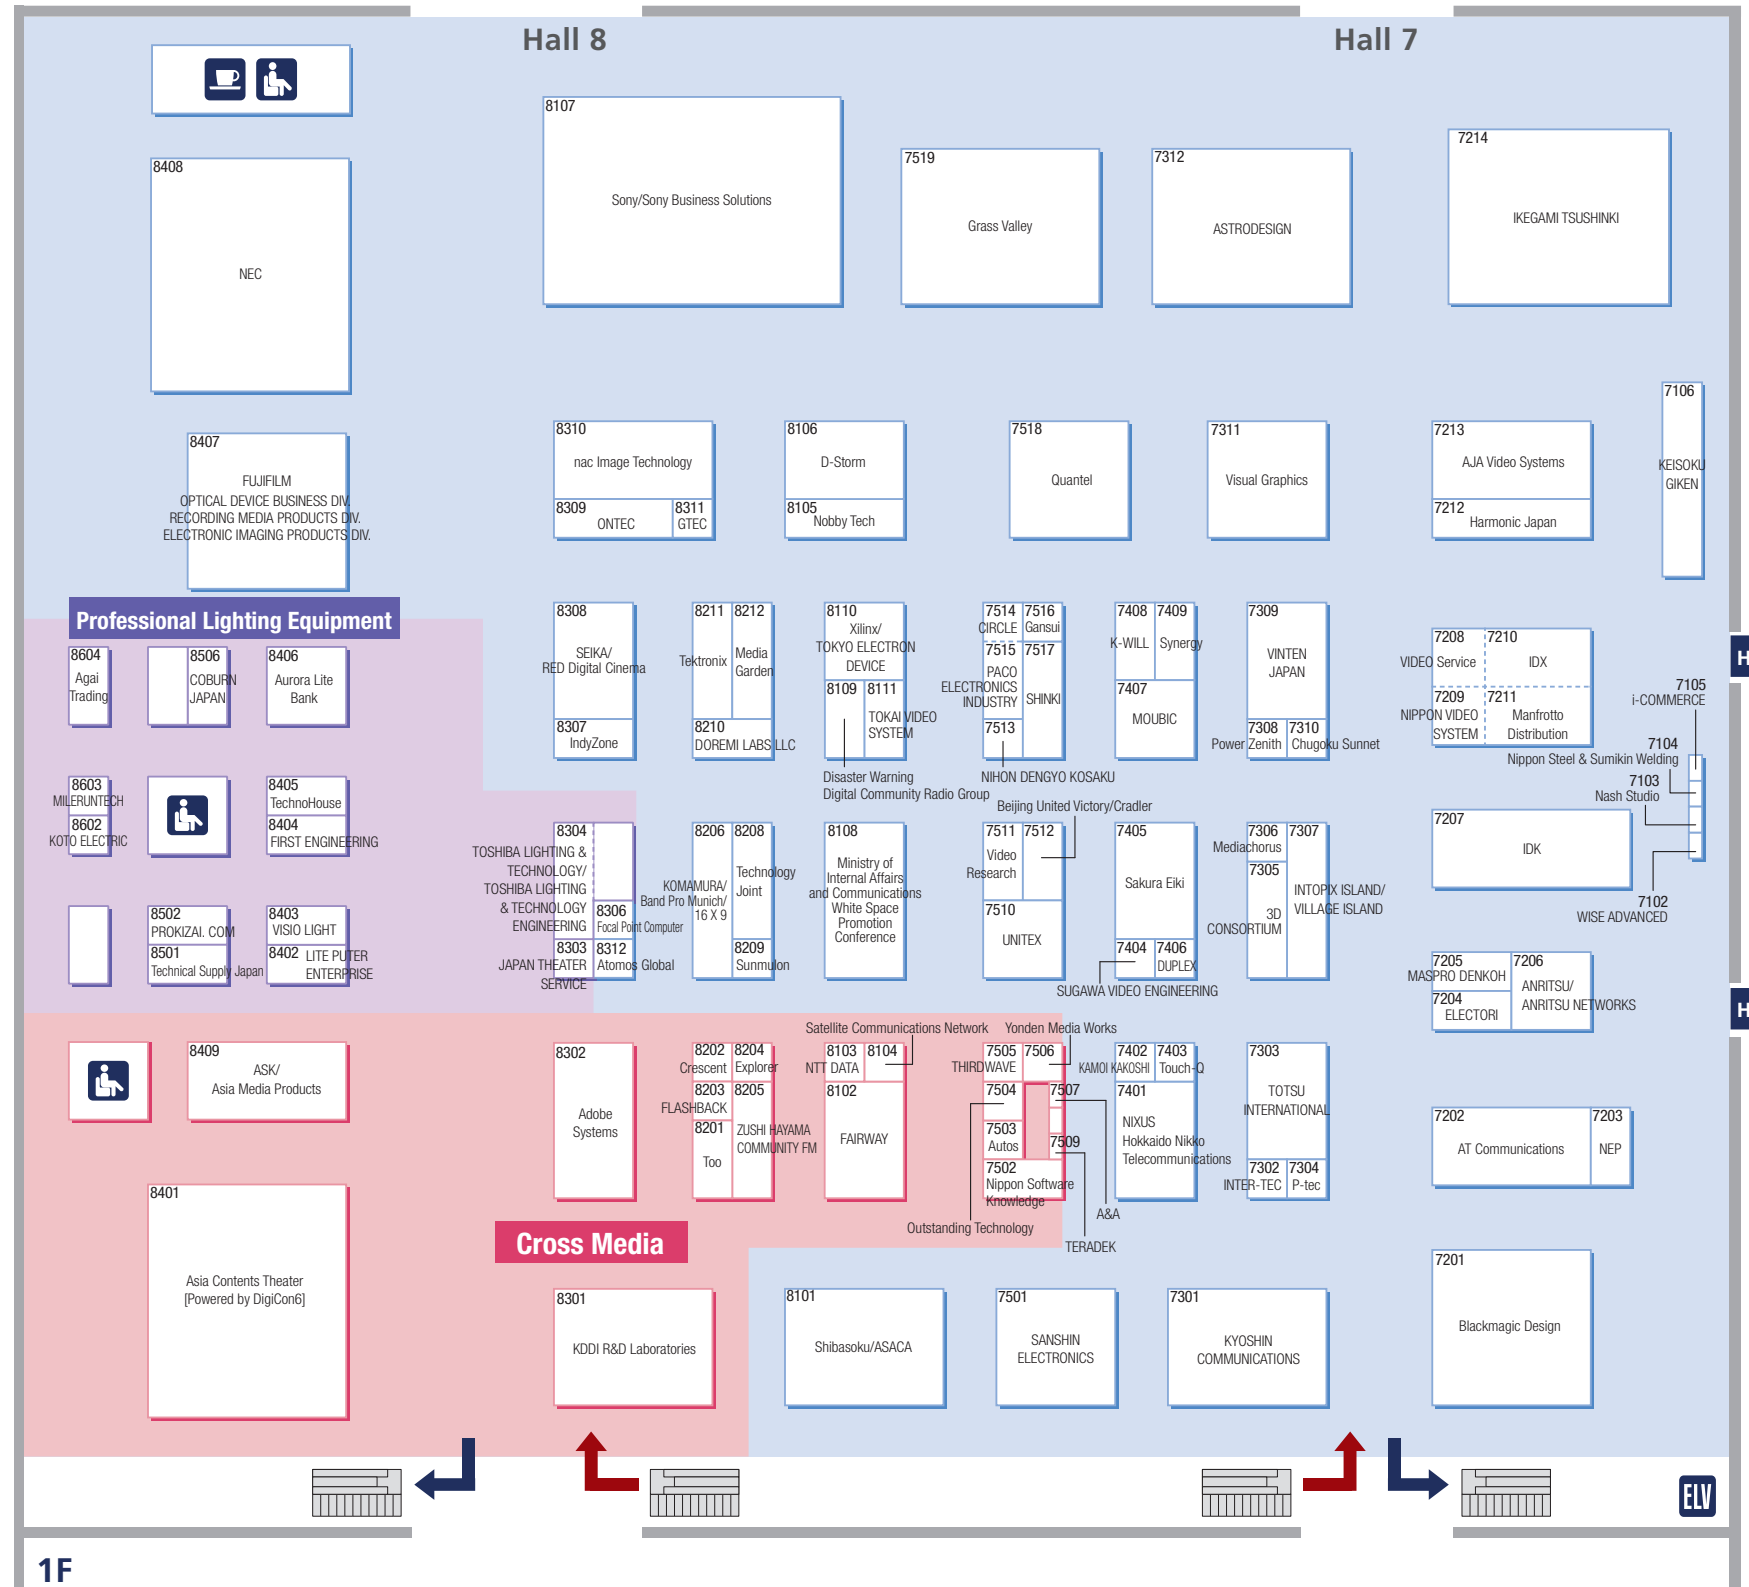 Hall 8
Hall 7
8107
Sony/Sony Business Solutions
7519
Grass Valley
7312
ASTRODESIGN
7214
IKEGAMI TSUSHINKI
8408
NEC
8407
FUJIFILM
OPTICAL DEVICE BUSINESS DIV.
RECORDING MEDIA PRODUCTS DIV.
ELECTRONIC IMAGING PRODUCTS DIV.
8310
nac Image Technology
8309
ONTEC
8311
GTEC
8106
D-Storm
8105
Nobby Tech
7518
Quantel
7311
Visual Graphics
7213
AJA Video Systems
7212
Harmonic Japan
7106
KEISOKU
GIKEN
Professional Lighting Equipment
8604
Agai
Trading
8506
COBURN
JAPAN
8406
Aurora Lite
Bank
8308
SEIKA/
RED Digital Cinema
8307
IndyZone
8211
Tektronix
8212
Media
Garden
8210
DOREMI LABS LLC
8110
Xilinx/
TOKYO ELECTRON
DEVICE
8109
8111
TOKAI VIDEO
SYSTEM
Disaster Warning
Digital Community Radio Group
7514
CIRCLE
7516
Gansui
7515
PACO
ELECTRONICS
INDUSTRY
7517
SHINKI
7513
NIHON DENGYO KOSAKU
7408
K-WILL
7409
Synergy
7407
MOUBIC
7309
VINTEN
JAPAN
7308
Power Zenith
7310
Chugoku Sunnet
7208
VIDEO Service
7210
IDX
7209
NIPPON VIDEO
SYSTEM
7211
Manfrotto
Distribution
7105
i-COMMERCE
7104
Nippon Steel & Sumikin Welding
7103
Nash Studio
7102
WISE ADVANCED
H
8603
MILERUNTECH
8602
KOTO ELECTRIC
8405
TechnoHouse
8404
FIRST ENGINEERING
8304
TOSHIBA LIGHTING &
TECHNOLOGY/
TOSHIBA LIGHTING
& TECHNOLOGY
ENGINEERING
8306
Focal Point Computer
8303
JAPAN THEATER
SERVICE
8312
Atomos Global
8206
KOMAMURA/
Band Pro Munich/
16 X 9
8208
Technology
Joint
8209
Sunmulon
8108
Ministry of
Internal Affairs
and Communications
White Space
Promotion
Conference
Beijing United Victory/Cradler
7511
Video
Research
7512
7510
UNITEX
7405
Sakura Eiki
7404
7406
DUPLEX
SUGAWA VIDEO ENGINEERING
7306
Mediachorus
7307
INTOPIX ISLAND/
VILLAGE ISLAND
7305
3D
CONSORTIUM
7207
IDK
8502
PROKIZAI. COM
8501
Technical Supply Japan
8403
VISIO LIGHT
8402
LITE PUTER
ENTERPRISE
7205
MASPRO DENKOH
7204
ELECTORI
7206
ANRITSU/
ANRITSU NETWORKS
H
8409
ASK/
Asia Media Products
8302
Adobe
Systems
8202
Crescent
8204
Explorer
8203
FLASHBACK
8205
ZUSHI HAYAMA
COMMUNITY FM
8201
Too
Satellite Communications Network
8103
NTT DATA
8104
8102
FAIRWAY
Yonden Media Works
7505
THIRDWAVE
7506
7504
7507
7503
Autos
7509
7502
Nippon Software
Knowledge
Outstanding Technology
A&A
TERADEK
7402
KAMOI KAKOSHI
7403
Touch-Q
7401
NIXUS
Hokkaido Nikko
Telecommunications
7303
TOTSU
INTERNATIONAL
7302
INTER-TEC
7304
P-tec
7202
AT Communications
7203
NEP
8401
Asia Contents Theater
[Powered by DigiCon6]
Cross Media
8301
KDDI R&D Laboratories
8101
Shibasoku/ASACA
7501
SANSHIN
ELECTRONICS
7301
KYOSHIN
COMMUNICATIONS
7201
Blackmagic Design
ELV
1F